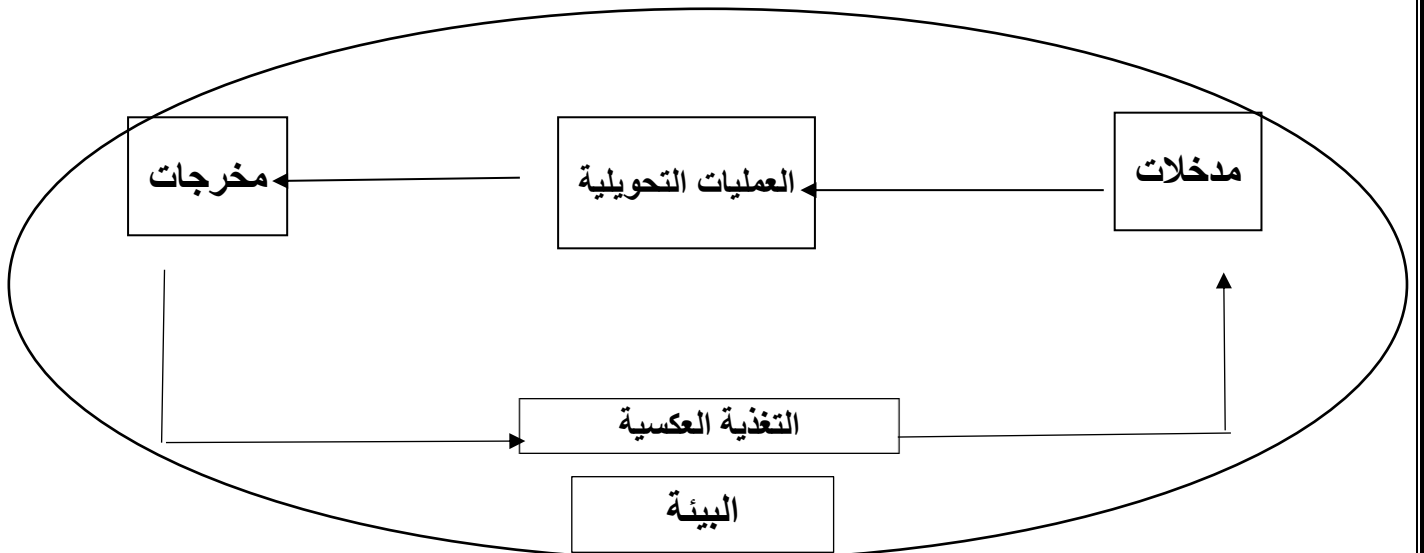 مدخلات
العمليات التحويلية
مخرجات
التغذية العكسية
البيئة